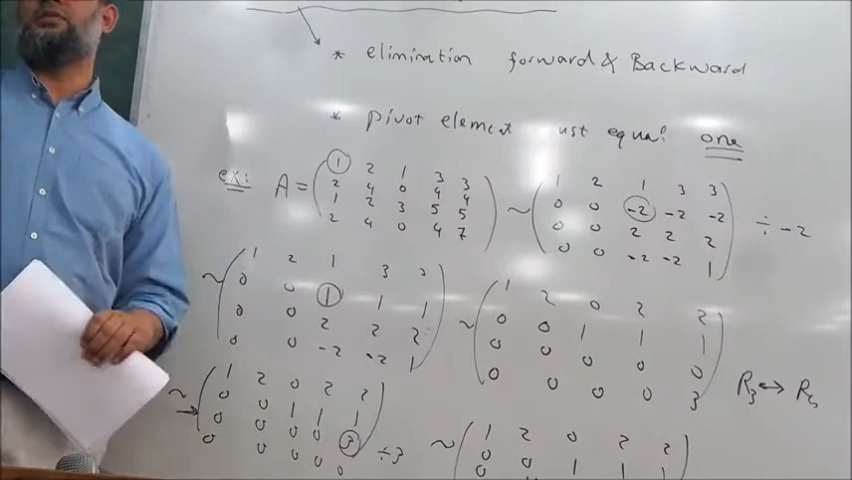 * elimination forward & Backward
* pivot element ust equal one
ex: A = ( 1 2 1 3 3 ) ~ ( 1 2 1 3 3 )
2 4 0 4 4 0 0 -2 -2 -2 ÷ -2
1 2 3 5 5 0 0 2 2 2
2 4 0 4 7 0 0 -2 -2 1
~ ( 1 2 1 3 ) ~ ( 1 2 0 2 2 )
0 0 1 1 1 0 0 1 1 1
0 0 2 2 2 0 0 0 0 0
0 0 -2 -2 1 0 0 0 0 3 R3 ↔ R4
~ ( 1 2 0 2 2 ) ~ ( 1 2 0 2 2 )
→ 0 0 1 1 1 0 0 1 1 1
0 0 0 0 3 ÷3 0
0 0 0 0 0